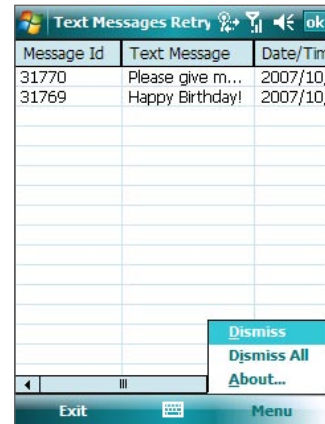 Text Messages Retry ok
Message Id Text Message Date/Tim
31770 Please give m... 2007/10,
31769 Happy Birthday! 2007/10,
Dismiss
Dismiss All
About...
Exit Menu